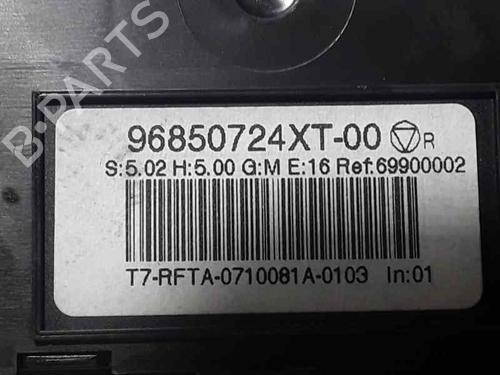 B-PARTS
96850724XT-00 R
S:5.02 H:5.00 G:M E:16 Ref:69900002
T7-RFTA-0710081A-0103 In:01